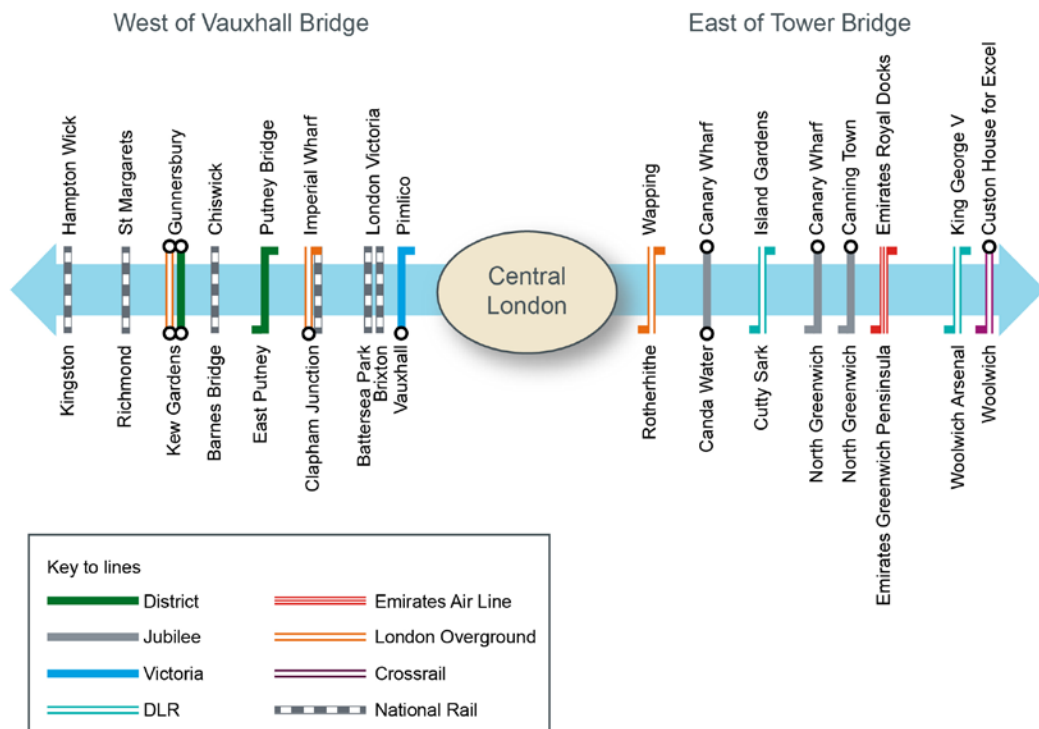 West of Vauxhall Bridge
East of Tower Bridge
Hampton Wick
St Margarets
Gunnersbury
Chiswick
Putney Bridge
Imperial Wharf
London Victoria
Pimlico
Wapping
Canary Wharf
Island Gardens
Canary Wharf
Canning Town
Emirates Royal Docks
King George V
Custon House for Excel
Central
London
Kingston
Richmond
Kew Gardens
Barnes Bridge
East Putney
Clapham Junction
Battersea Park
Brixton
Vauxhall
Rotherhithe
Canda Water
Cutty Sark
North Greenwich
North Greenwich
Emirates Greenwich Pensinsula
Woolwich Arsenal
Woolwich
Key to lines
District
Emirates Air Line
Jubilee
London Overground
Victoria
Crossrail
DLR
National Rail